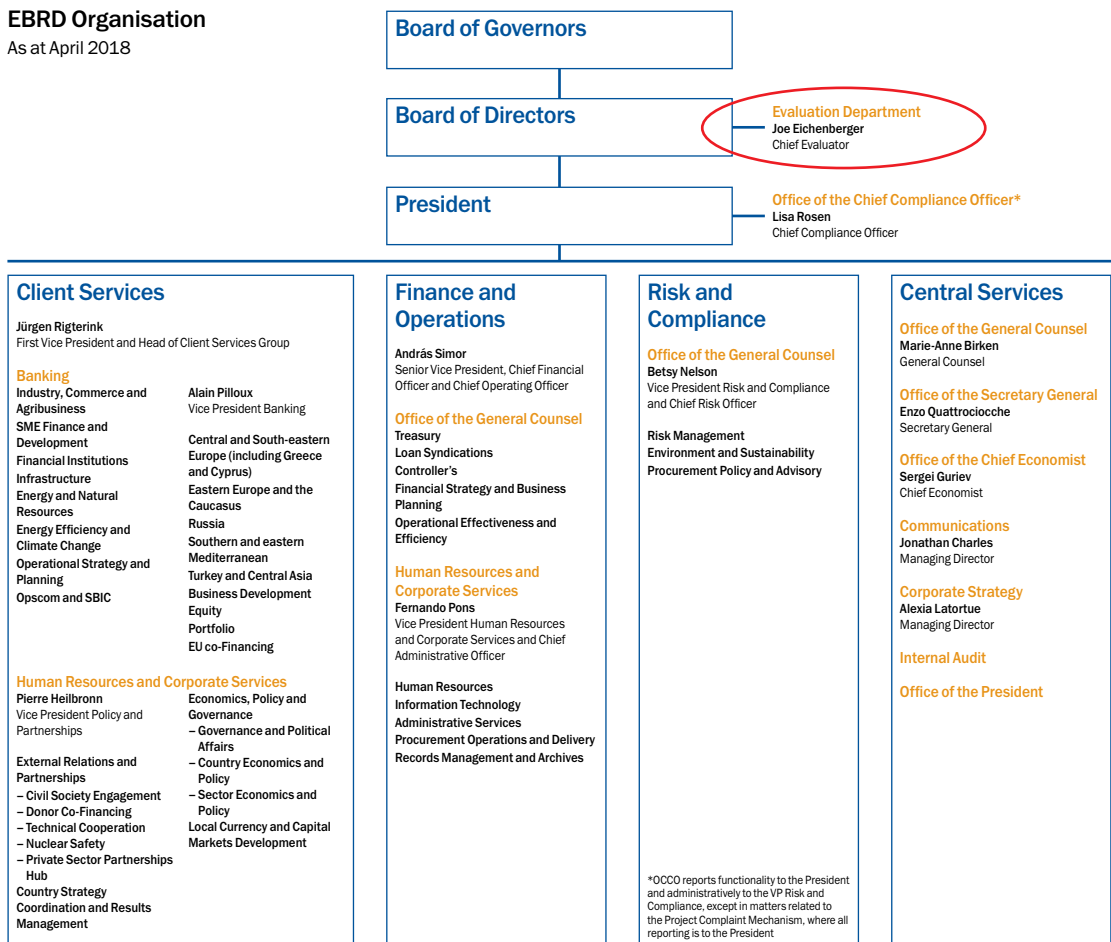 EBRD Organisation
As at April 2018
Board of Governors
Board of Directors
Evaluation Department
Joe Eichenberger
Chief Evaluator
President
Office of the Chief Compliance Officer*
Lisa Rosen
Chief Compliance Officer
Client Services
Jürgen Rigterink
First Vice President and Head of Client Services Group
Banking
Industry, Commerce and
Agribusiness
SME Finance and
Development
Financial Institutions
Infrastructure
Energy and Natural
Resources
Energy Efficiency and
Climate Change
Operational Strategy and
Planning
Opscom and SBIC
Alain Pilloux
Vice President Banking
Central and South-eastern
Europe (including Greece
and Cyprus)
Eastern Europe and the
Caucasus
Russia
Southern and eastern
Mediterranean
Turkey and Central Asia
Business Development
Equity
Portfolio
EU co-Financing
Human Resources and Corporate Services
Pierre Heilbronn
Vice President Policy and
Partnerships
External Relations and
Partnerships
– Civil Society Engagement
– Donor Co-Financing
– Technical Cooperation
– Nuclear Safety
– Private Sector Partnerships
Hub
Country Strategy
Coordination and Results
Management
Economics, Policy and
Governance
– Governance and Political
Affairs
– Country Economics and
Policy
– Sector Economics and
Policy
Local Currency and Capital
Markets Development
Finance and
Operations
András Simor
Senior Vice President, Chief Financial
Officer and Chief Operating Officer
Office of the General Counsel
Treasury
Loan Syndications
Controller's
Financial Strategy and Business
Planning
Operational Effectiveness and
Efficiency
Human Resources and
Corporate Services
Fernando Pons
Vice President Human Resources
and Corporate Services and Chief
Administrative Officer
Human Resources
Information Technology
Administrative Services
Procurement Operations and Delivery
Records Management and Archives
Risk and
Compliance
Office of the General Counsel
Betsy Nelson
Vice President Risk and Compliance
and Chief Risk Officer
Risk Management
Environment and Sustainability
Procurement Policy and Advisory
*OCCO reports functionality to the President
and administratively to the VP Risk and
Compliance, except in matters related to
the Project Complaint Mechanism, where all
reporting is to the President
Central Services
Office of the General Counsel
Marie-Anne Birken
General Counsel
Office of the Secretary General
Enzo Quattrociocche
Secretary General
Office of the Chief Economist
Sergei Guriev
Chief Economist
Communications
Jonathan Charles
Managing Director
Corporate Strategy
Alexia Latortue
Managing Director
Internal Audit
Office of the President